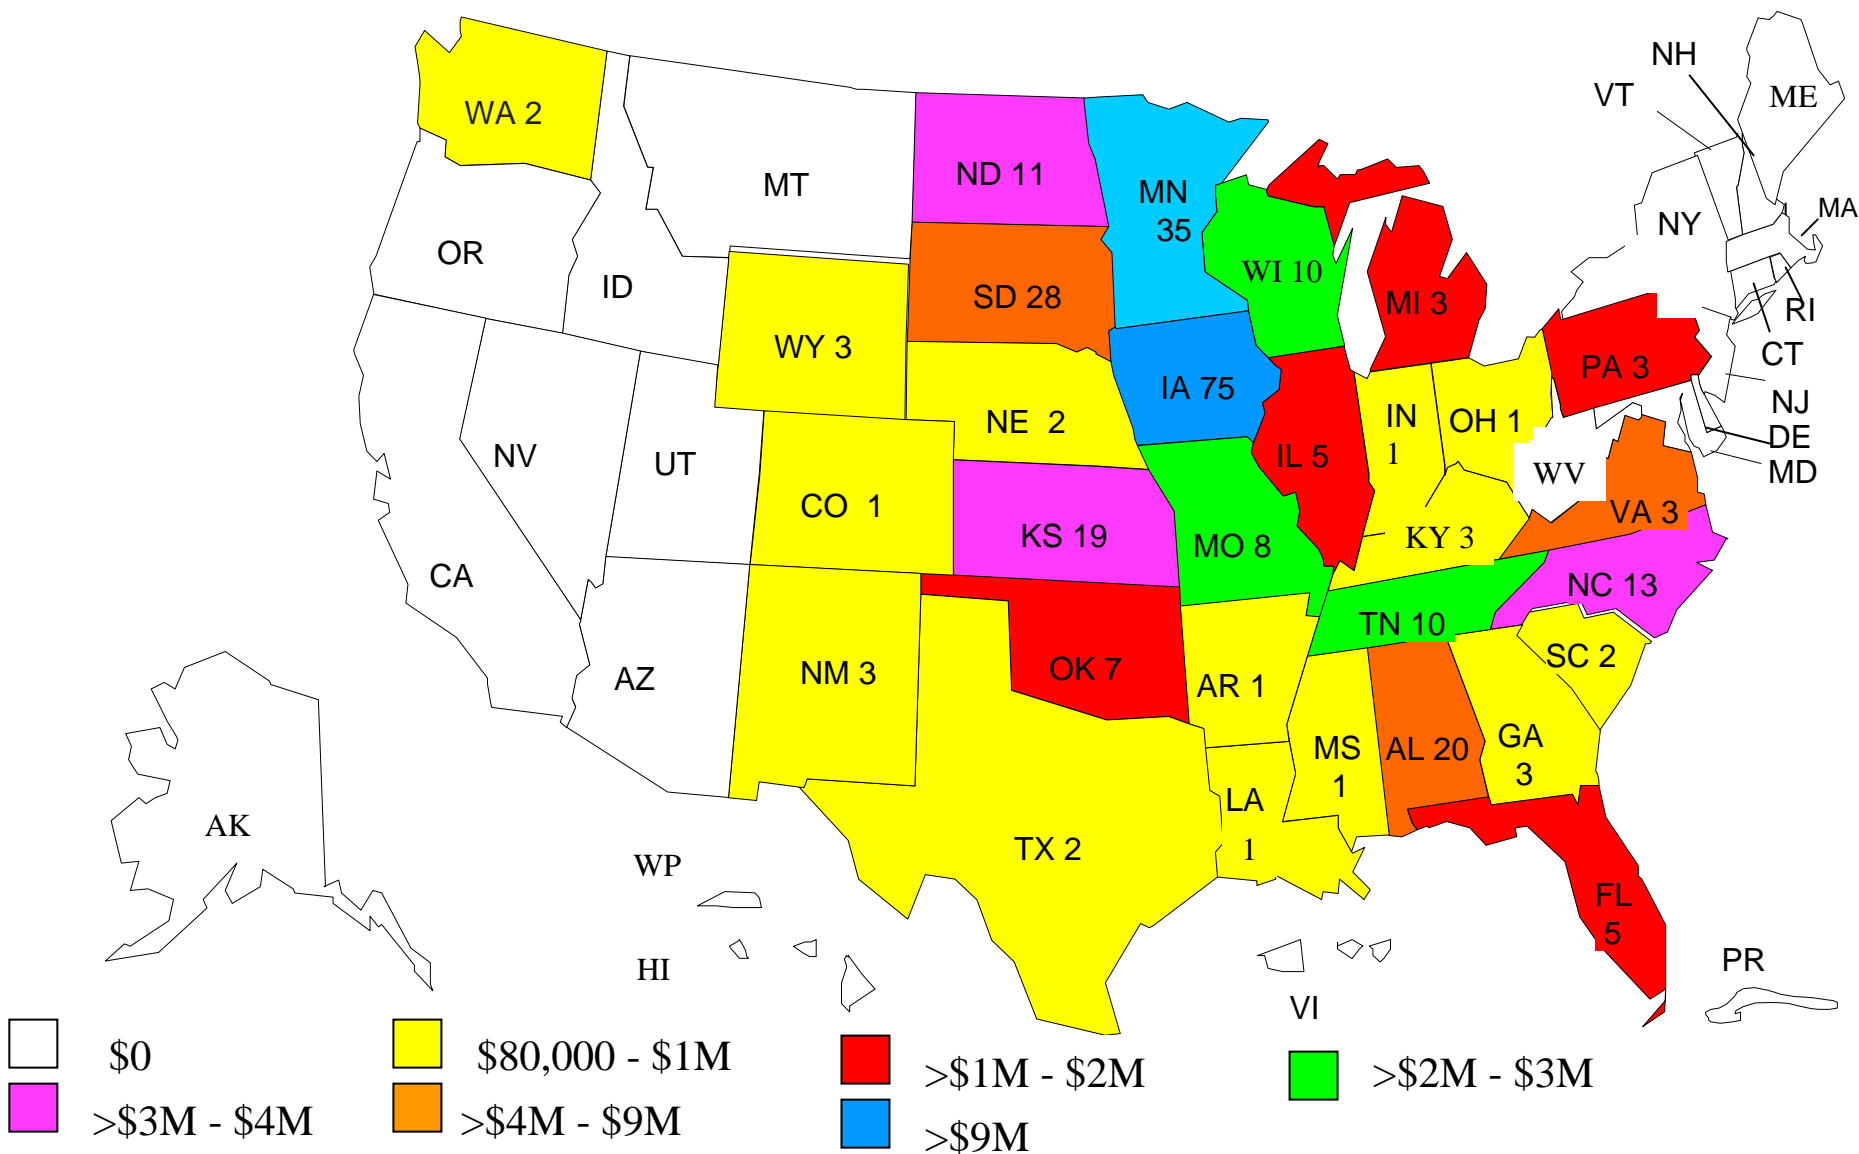 NH
VT
ME
WA 2
MT
ND 11
MN
35
NY
MA
OR
ID
SD 28
WI 10
MI 3
RI
WY 3
CT
PA 3
NE  2
IA 75
IN
1
OH 1
NJ
DE
MD
NV
UT
CO  1
KS 19
MO 8
IL 5
WV
VA 3
KY 3
CA
NC 13
TN 10
AZ
NM 3
OK 7
AR 1
SC 2
MS
1
AL 20
GA
3
LA
1
AK
WP
TX 2
FL
5
HI
VI
PR
$0
$80,000 - $1M
>$1M - $2M
>$2M - $3M
>$3M - $4M
>$4M - $9M
>$9M